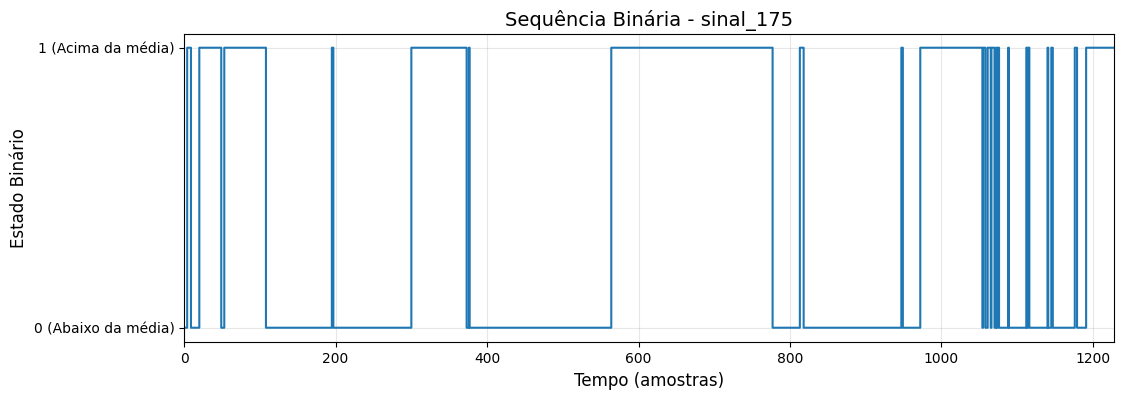 Sequência Binária - sinal_175
1 (Acima da média)
0 (Abaixo da média)
Estado Binário
0 200 400 600 800 1000 1200
Tempo (amostras)